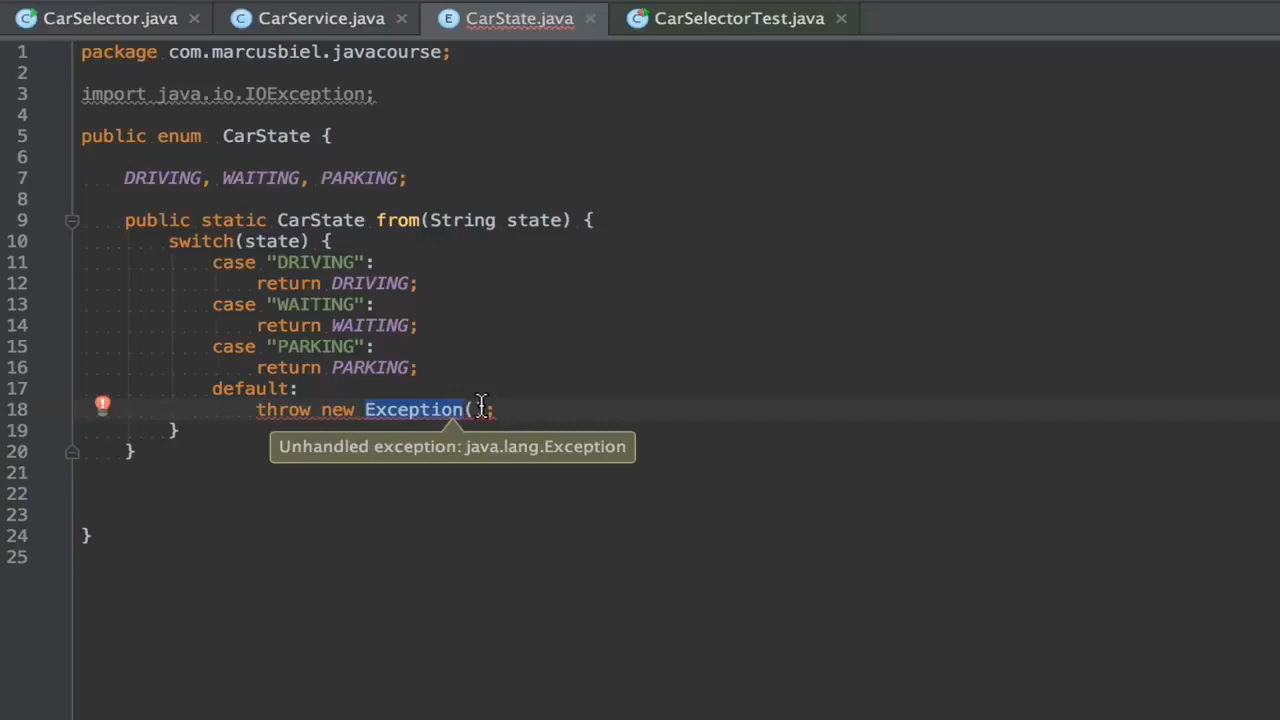 CarSelector.java CarService.java CarState.java CarSelectorTest.java
1 package com.marcusbiel.javacourse;
2
3 import java.io.IOException;
4
5 public enum CarState {
6
7 DRIVING, WAITING, PARKING;
8
9 public static CarState from(String state) {
10 switch(state) {
11 case "DRIVING":
12 return DRIVING;
13 case "WAITING":
14 return WAITING;
15 case "PARKING":
16 return PARKING;
17 default:
18 throw new Exception();
19 }
Unhandled exception: java.lang.Exception
20 }
21
22
23
24 }
25